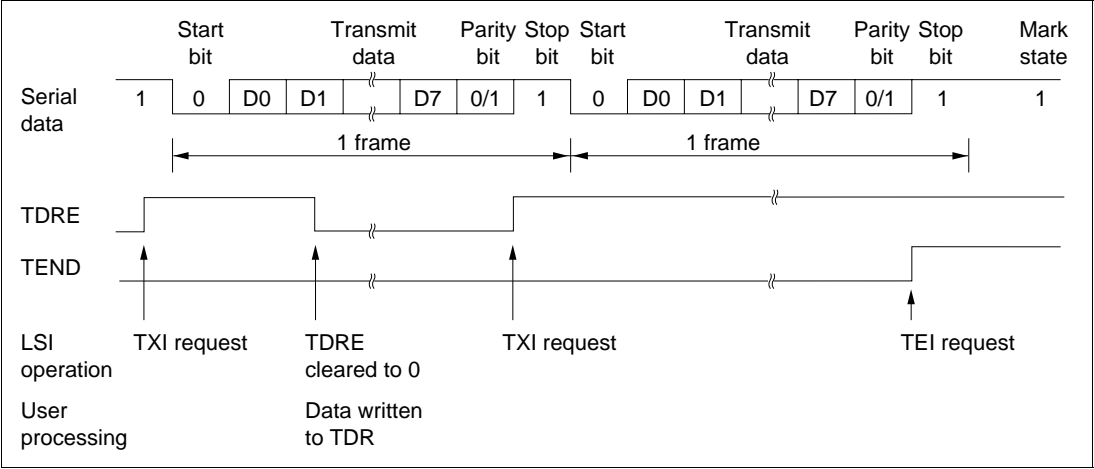 Start bit Transmit data Parity bit Stop bit Start bit Transmit data Parity bit Stop bit Mark state
Serial data 1 0 D0 D1 D7 0/1 1 0 D0 D1 D7 0/1 1 1
1 frame 1 frame
TDRE
TEND
LSI operation TXI request TDRE cleared to 0 TXI request TEI request
User processing Data written to TDR